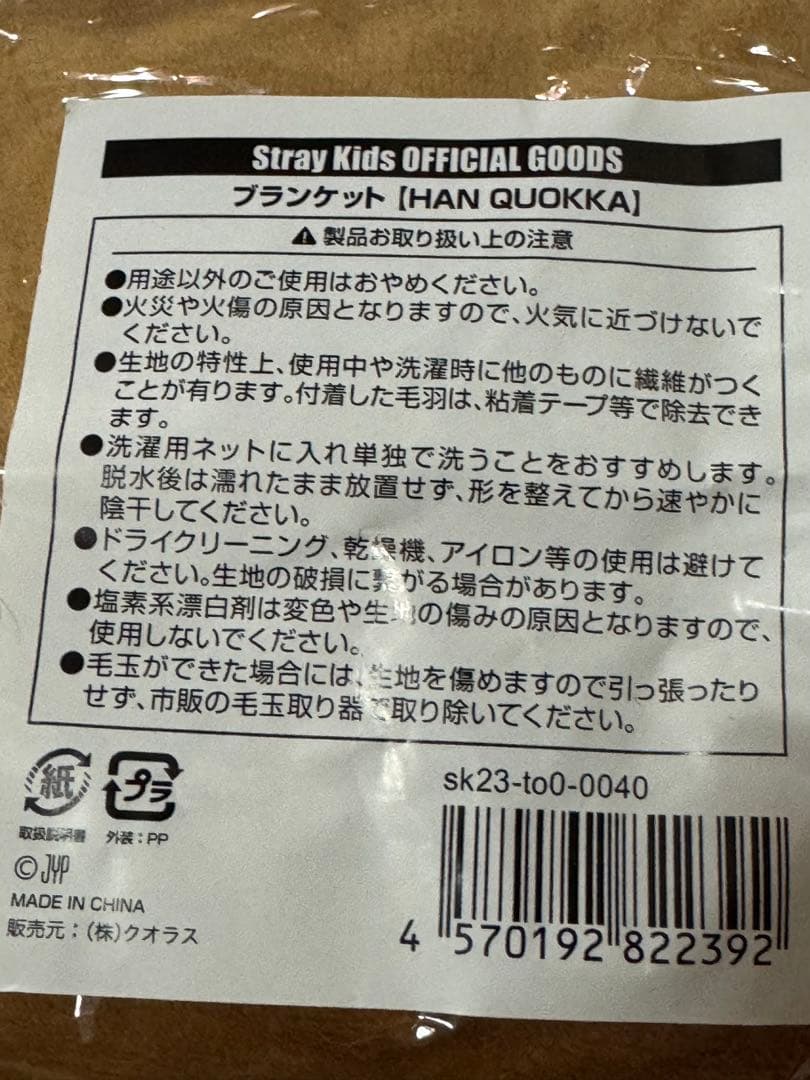 Stray Kids OFFICIAL GOODS
ブランケット【HAN QUOKKA】
⚠製品お取り扱い上の注意
●用途以外のご使用はおやめください。
●火災や火傷の原因となりますので、火気に近づけないで
ください。
●生地の特性上、使用中や洗濯時に他のものに繊維がつく
ことが有ります。付着した毛羽は、粘着テープ等で除去でき
ます。
●洗濯用ネットに入れ単独で洗うことをおすすめします。
脱水後は濡れたまま放置せず、形を整えてから速やかに
陰干してください。
●ドライクリーニング、乾燥機、アイロン等の使用は避けて
ください。生地の破損に繋がる場合があります。
●塩素系漂白剤は変色や生地の傷みの原因となりますので、
使用しないでください。
●毛玉ができた場合には、生地を傷めますので引っ張ったり
せず、市販の毛玉取り器で取り除いてください。
紙 プラ
取扱説明書 外装：PP
©JYP
MADE IN CHINA
販売元：(株)クオラス
sk23-to0-0040
4 570192 822392